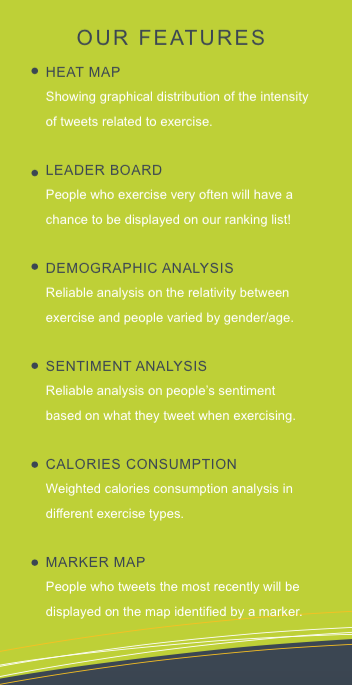 OUR FEATURES
HEAT MAP
Showing graphical distribution of the intensity
of tweets related to exercise.
LEADER BOARD
People who exercise very often will have a
chance to be displayed on our ranking list!
DEMOGRAPHIC ANALYSIS
Reliable analysis on the relativity between
exercise and people varied by gender/age.
SENTIMENT ANALYSIS
Reliable analysis on people's sentiment
based on what they tweet when exercising.
CALORIES CONSUMPTION
Weighted calories consumption analysis in
different exercise types.
MARKER MAP
People who tweets the most recently will be
displayed on the map identified by a marker.